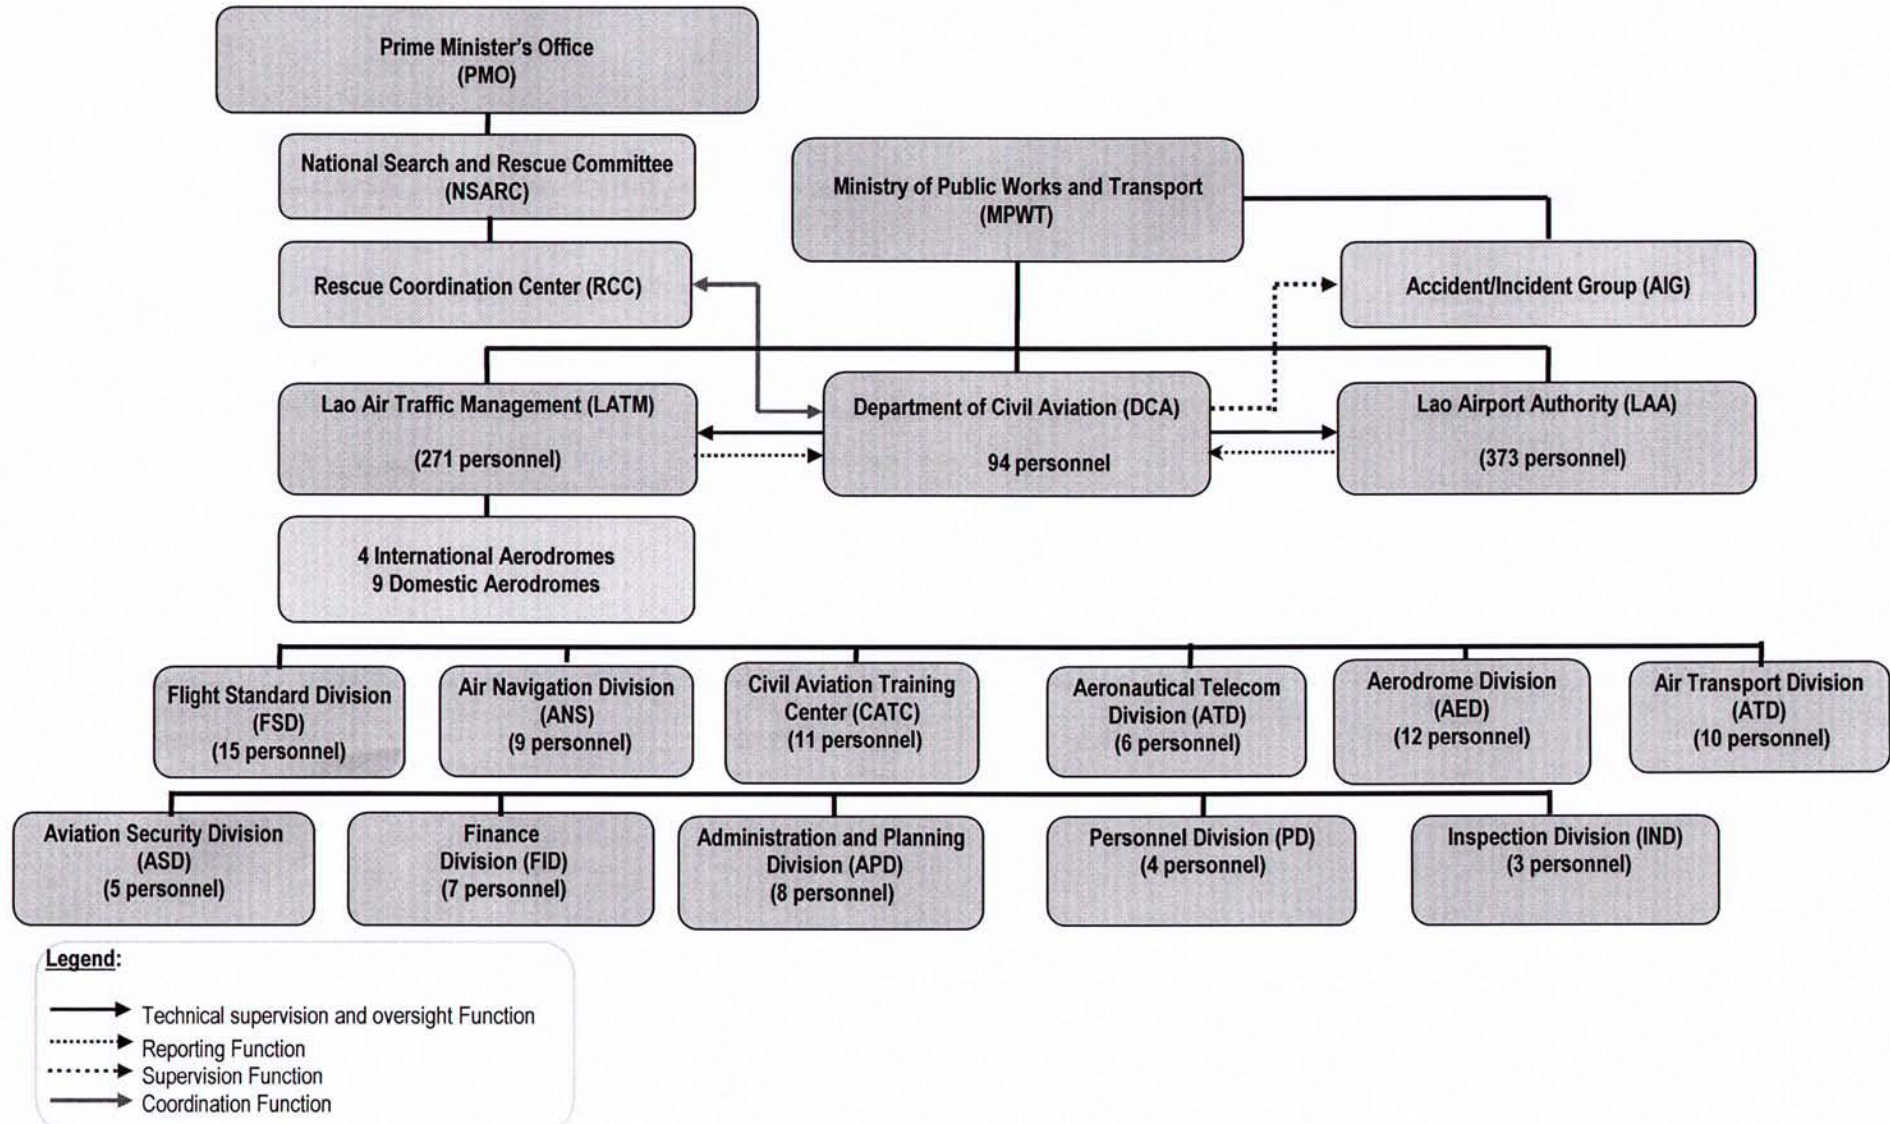 Prime Minister's Office
(PMO)
National Search and Rescue Committee
(NSARC)
Ministry of Public Works and Transport
(MPWT)
Rescue Coordination Center (RCC)
Accident/Incident Group (AIG)
Lao Air Traffic Management (LATM)
(271 personnel)
Department of Civil Aviation (DCA)
94 personnel
Lao Airport Authority (LAA)
(373 personnel)
4 International Aerodromes
9 Domestic Aerodromes
Flight Standard Division
(FSD)
(15 personnel)
Air Navigation Division
(ANS)
(9 personnel)
Civil Aviation Training
Center (CATC)
(11 personnel)
Aeronautical Telecom
Division (ATD)
(6 personnel)
Aerodrome Division
(AED)
(12 personnel)
Air Transport Division
(ATD)
(10 personnel)
Aviation Security Division
(ASD)
(5 personnel)
Finance
Division (FID)
(7 personnel)
Administration and Planning
Division (APD)
(8 personnel)
Personnel Division (PD)
(4 personnel)
Inspection Division (IND)
(3 personnel)
Legend:
Technical supervision and oversight Function
Reporting Function
Supervision Function
Coordination Function